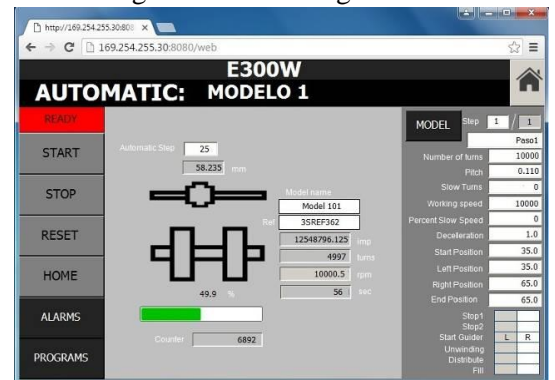 http://169.254.255.30:808
169.254.255.30:8080/web
E300W
AUTOMATIC: MODELO 1
READY
START
STOP
RESET
HOME
ALARMS
PROGRAMS
Automatic Step 25
58.235 mm
Model name
Model 101
Ref 3SREF362
12548796.125 imp
4997 turns
10000.5 rpm
56 sec
49.9 %
Counter 6892
MODEL Step 1 / 1
Paso1
Number of turns 10000
Pitch 0.110
Slow Turns 0
Working speed 10000
Percent Slow Speed 0
Deceleration 1.0
Start Position 35.0
Left Position 35.0
Right Position 65.0
End Position 65.0
Stop1
Stop2
Start Guider L R
Unwinding
Distribute
Fill